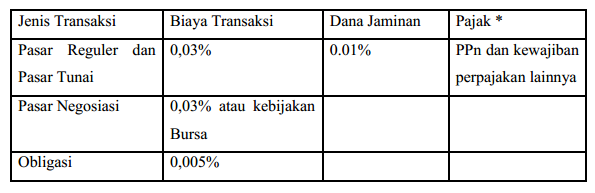 Jenis Transaksi Biaya Transaksi Dana Jaminan Pajak *
Pasar Reguler dan 0,03% 0.01% PPn dan kewajiban
Pasar Tunai perpajakan lainnya
Pasar Negosiasi 0,03% atau kebijakan
Bursa
Obligasi 0,005%